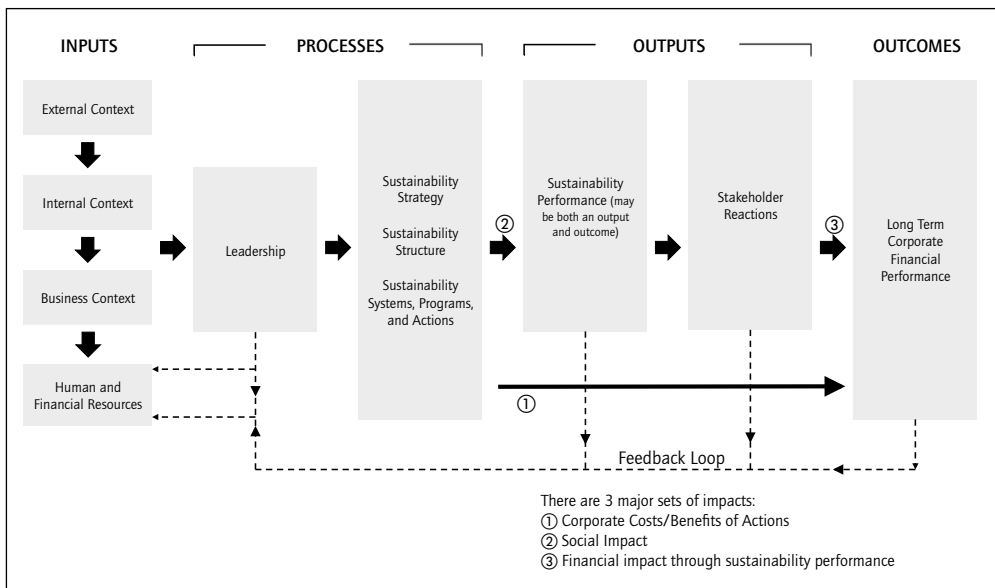 INPUTS
PROCESSES
OUTPUTS
OUTCOMES
External Context
Internal Context
Business Context
Human and
Financial Resources
Leadership
Sustainability
Strategy
Sustainability
Structure
Sustainability
Systems, Programs,
and Actions
②
Sustainability
Performance (may
be both an output
and outcome)
Stakeholder
Reactions
③
Long Term
Corporate
Financial
Performance
①
Feedback Loop
There are 3 major sets of impacts:
① Corporate Costs/Benefits of Actions
② Social Impact
③ Financial impact through sustainability performance